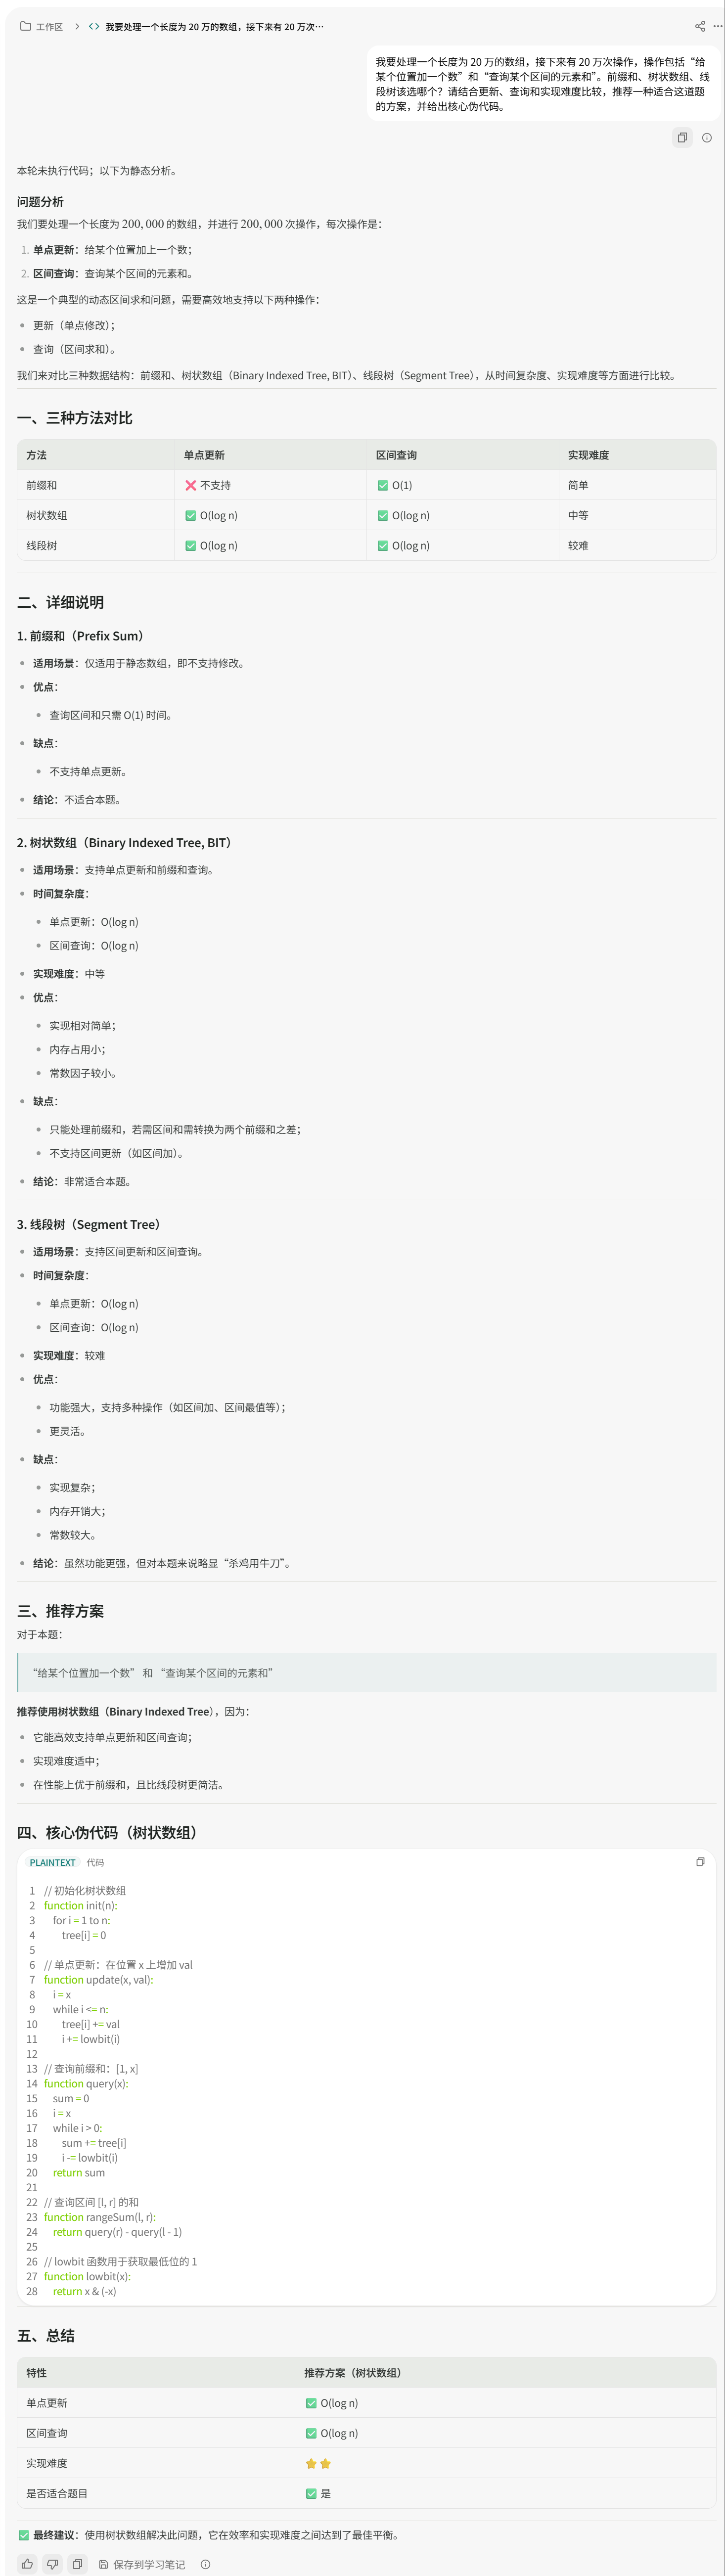 工作区 > <> 我要处理一个长度为 20 万的数组，接下来有 20 万次…
我要处理一个长度为 20 万的数组，接下来有 20 万次操作，操作包括“给
某个位置加一个数”和“查询某个区间的元素和”。前缀和、树状数组、线
段树该选哪个？请结合更新、查询和实现难度比较，推荐一种适合这道题
的方案，并给出核心伪代码。
本轮未执行代码；以下为静态分析。
问题分析
我们要处理一个长度为 200,000 的数组，并进行 200,000 次操作，每次操作是：
1. 单点更新：给某个位置加上一个数；
2. 区间查询：查询某个区间的元素和。
这是一个典型的动态区间求和问题，需要高效地支持以下两种操作：
• 更新（单点修改）；
• 查询（区间求和）。
我们来对比三种数据结构：前缀和、树状数组（Binary Indexed Tree, BIT）、线段树（Segment Tree），从时间复杂度、实现难度等方面进行比较。
一、三种方法对比
方法 单点更新 区间查询 实现难度
前缀和 ❌ 不支持 ✅ O(1) 简单
树状数组 ✅ O(log n) ✅ O(log n) 中等
线段树 ✅ O(log n) ✅ O(log n) 较难
二、详细说明
1. 前缀和（Prefix Sum）
• 适用场景：仅适用于静态数组，即不支持修改。
• 优点：
• 查询区间和只需 O(1) 时间。
• 缺点：
• 不支持单点更新。
• 结论：不适合本题。
2. 树状数组（Binary Indexed Tree, BIT）
• 适用场景：支持单点更新和前缀和查询。
• 时间复杂度：
• 单点更新：O(log n)
• 区间查询：O(log n)
• 实现难度：中等
• 优点：
• 实现相对简单；
• 内存占用小；
• 常数因子较小。
• 缺点：
• 只能处理前缀和，若需区间和需转换为两个前缀和之差；
• 不支持区间更新（如区间加）。
• 结论：非常适合本题。
3. 线段树（Segment Tree）
• 适用场景：支持区间更新和区间查询。
• 时间复杂度：
• 单点更新：O(log n)
• 区间查询：O(log n)
• 实现难度：较难
• 优点：
• 功能强大，支持多种操作（如区间加、区间最值等）；
• 更灵活。
• 缺点：
• 实现复杂；
• 内存开销大；
• 常数较大。
• 结论：虽然功能更强，但对本题来说略显“杀鸡用牛刀”。
三、推荐方案
对于本题：
“给某个位置加一个数” 和 “查询某个区间的元素和”
推荐使用树状数组（Binary Indexed Tree），因为：
• 它能高效支持单点更新和区间查询；
• 实现难度适中；
• 在性能上优于前缀和，且比线段树更简洁。
四、核心伪代码（树状数组）
PLAINTEXT 代码
1 // 初始化树状数组
2 function init(n):
3 for i = 1 to n:
4 tree[i] = 0
5
6 // 单点更新：在位置 x 上增加 val
7 function update(x, val):
8 i = x
9 while i <= n:
10 tree[i] += val
11 i += lowbit(i)
12
13 // 查询前缀和：[1, x]
14 function query(x):
15 sum = 0
16 i = x
17 while i > 0:
18 sum += tree[i]
19 i -= lowbit(i)
20 return sum
21
22 // 查询区间 [l, r] 的和
23 function rangeSum(l, r):
24 return query(r) - query(l - 1)
25
26 // lowbit 函数用于获取最低位的 1
27 function lowbit(x):
28 return x & (-x)
五、总结
特性 推荐方案（树状数组）
单点更新 ✅ O(log n)
区间查询 ✅ O(log n)
实现难度 ⭐⭐
是否适合题目 ✅ 是
✅ 最终建议：使用树状数组解决此问题，它在效率和实现难度之间达到了最佳平衡。
保存到学习笔记